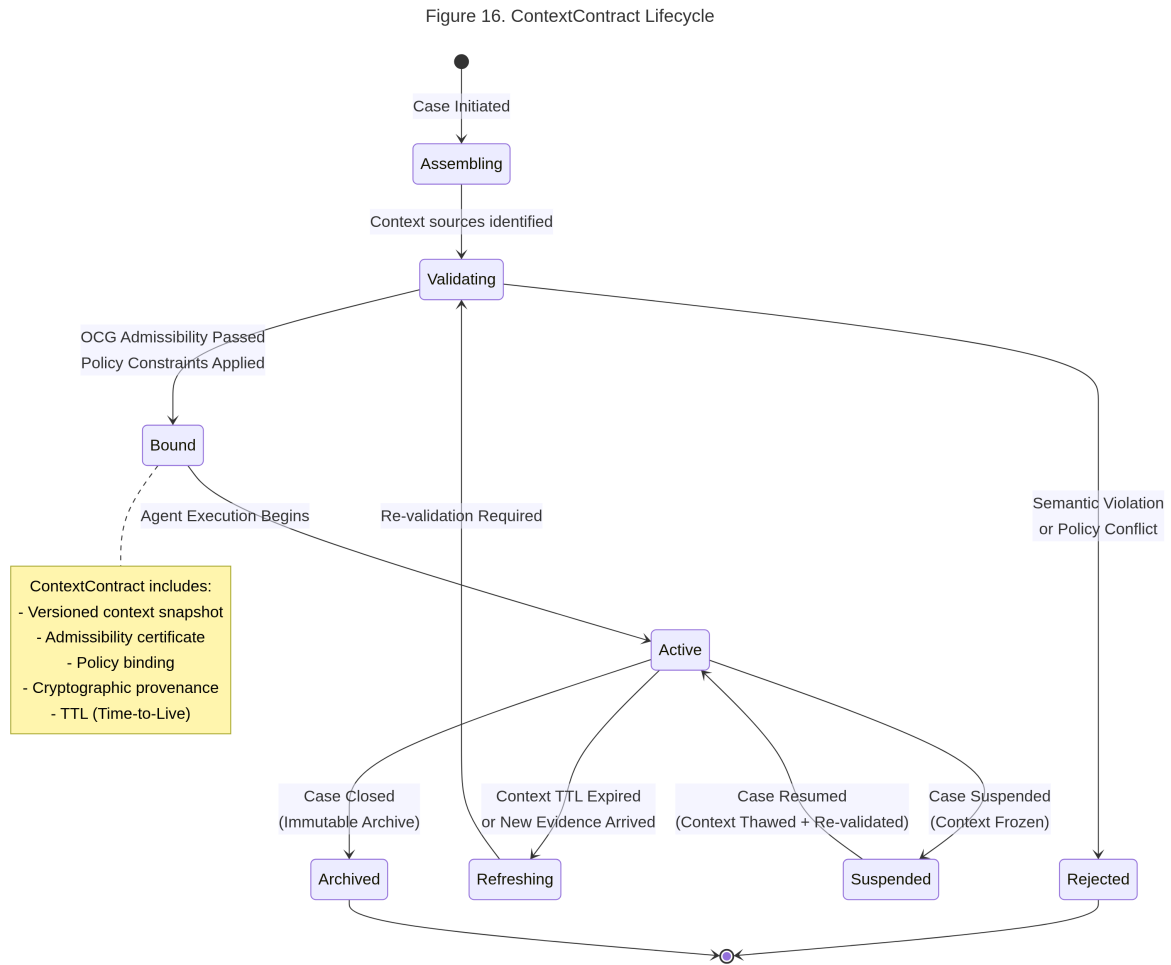 Figure 16. ContextContract Lifecycle
Case Initiated
Assembling
Context sources identified
Validating
OCG Admissibility Passed
Policy Constraints Applied
Bound
Agent Execution Begins
Re-validation Required
Semantic Violation
or Policy Conflict
ContextContract includes:
- Versioned context snapshot
- Admissibility certificate
- Policy binding
- Cryptographic provenance
- TTL (Time-to-Live)
Active
Case Closed
(Immutable Archive)
Context TTL Expired
or New Evidence Arrived
Case Resumed
(Context Thawed + Re-validated)
Case Suspended
(Context Frozen)
Archived
Refreshing
Suspended
Rejected